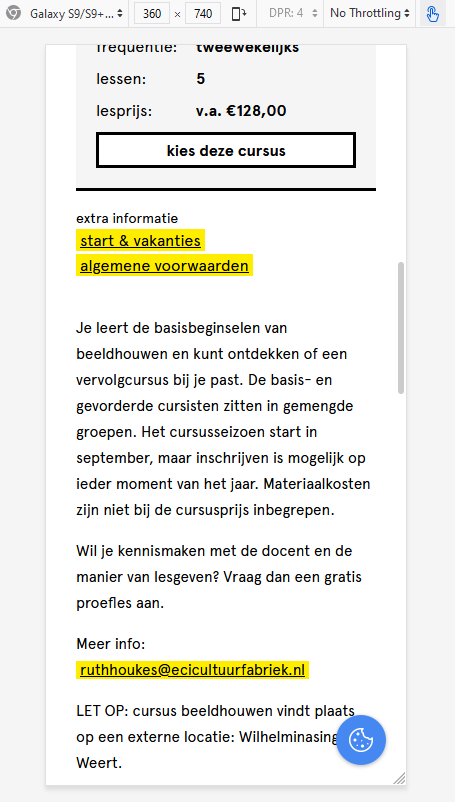 Galaxy S9/S9+... 360 × 740 DPR: 4 No Throttling
frequentie: tweewekelijks
lessen: 5
lesprijs: v.a. €128,00
kies deze cursus
extra informatie
start & vakanties
algemene voorwaarden
Je leert de basisbeginselen van
beeldhouwen en kunt ontdekken of een
vervolgcursus bij je past. De basis- en
gevorderde cursisten zitten in gemengde
groepen. Het cursusseizoen start in
september, maar inschrijven is mogelijk op
ieder moment van het jaar. Materiaalkosten
zijn niet bij de cursusprijs inbegrepen.
Wil je kennismaken met de docent en de
manier van lesgeven? Vraag dan een gratis
proefles aan.
Meer info:
ruthhoukes@ecicultuurfabriek.nl
LET OP: cursus beeldhouwen vindt plaats
op een externe locatie:
Weert.